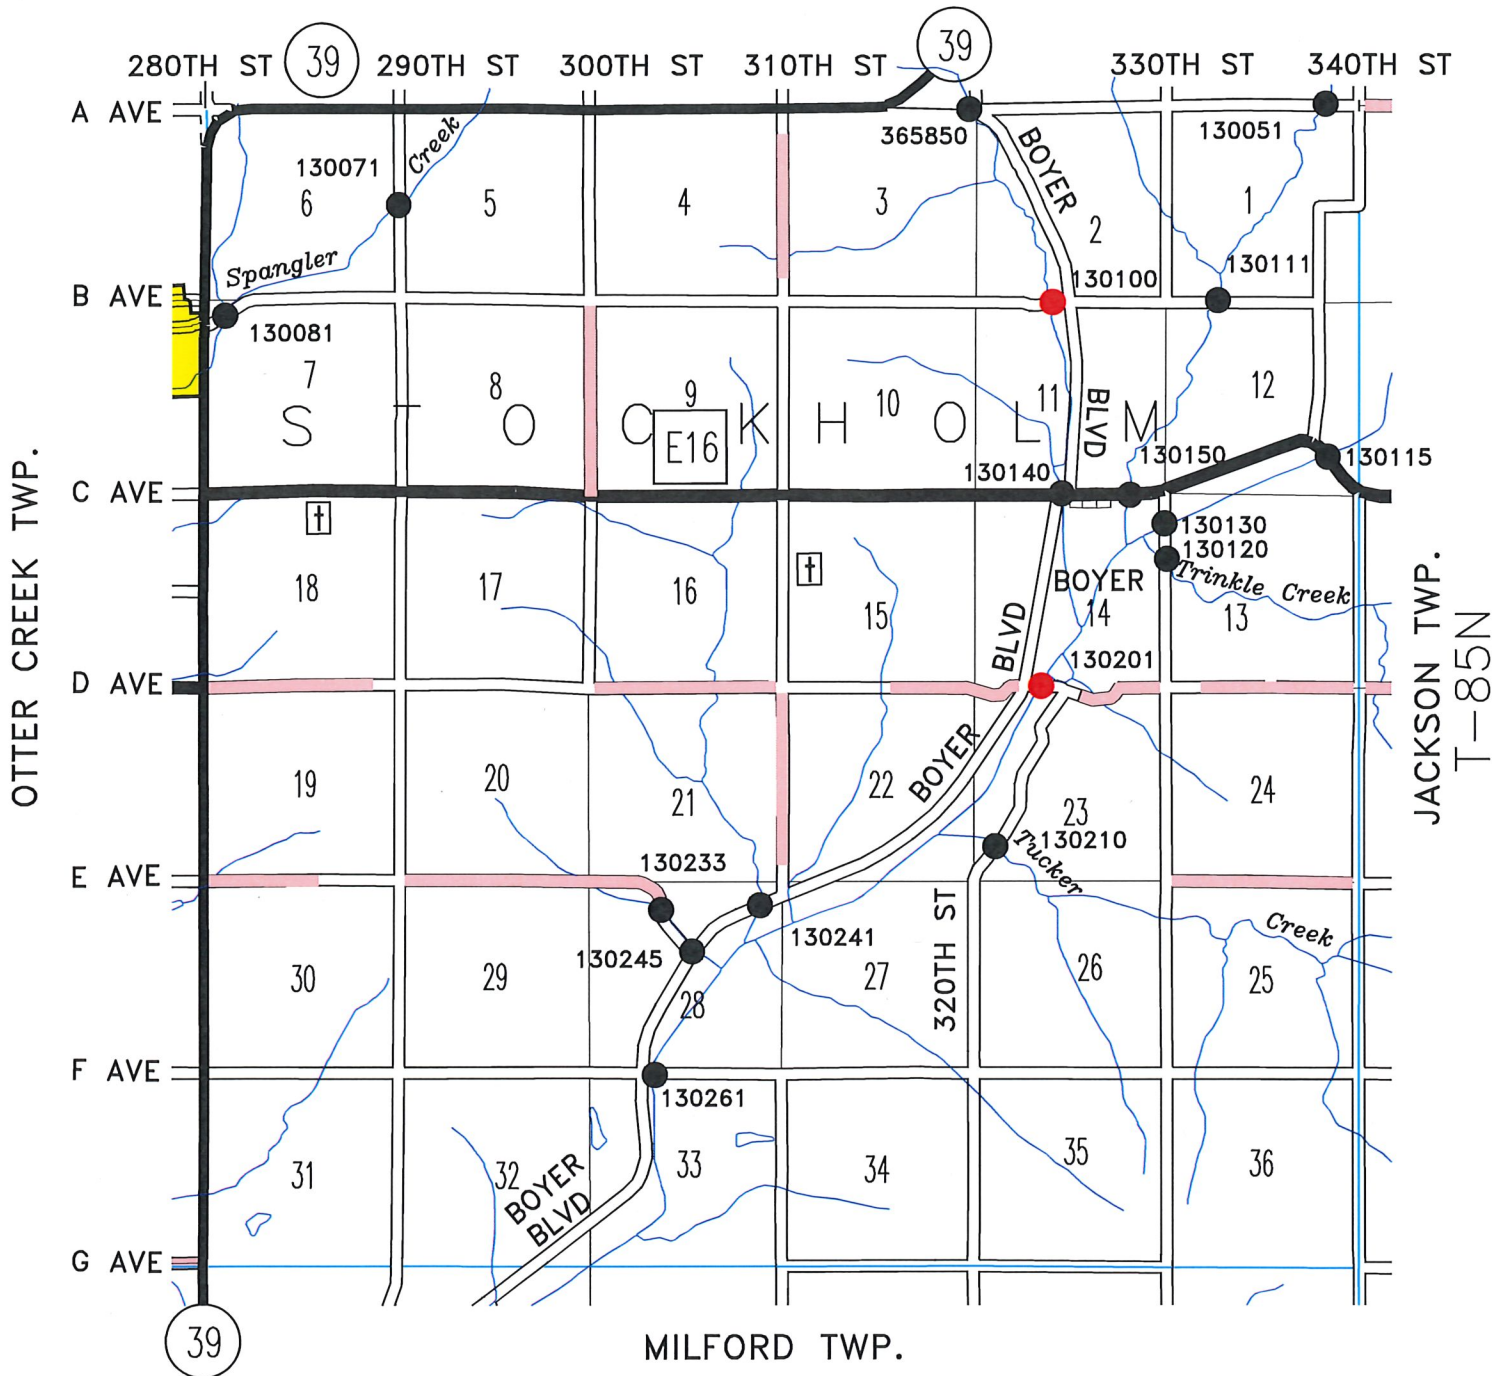 39
39
280TH ST
290TH ST
300TH ST
310TH ST
330TH ST
340TH ST
A AVE
365850
130051
130071
Creek
BOYER
6
5
4
3
2
1
Spangler
130111
130100
B AVE
130081
7
8
9
10
11
12
STOCKHOLM
E16
BLVD
130140
130150
130115
C AVE
130130
130120
Trinkle Creek
BOYER
BLVD
18
17
16
15
14
13
130201
D AVE
BOYER
19
20
21
22
23
24
130210
Tucker
Creek
130233
E AVE
130241
130245
320TH ST
30
29
28
27
26
25
F AVE
130261
31
32
33
34
35
36
BOYER
BLVD
G AVE
39
MILFORD TWP.
OTTER CREEK TWP.
JACKSON TWP.
T-85N